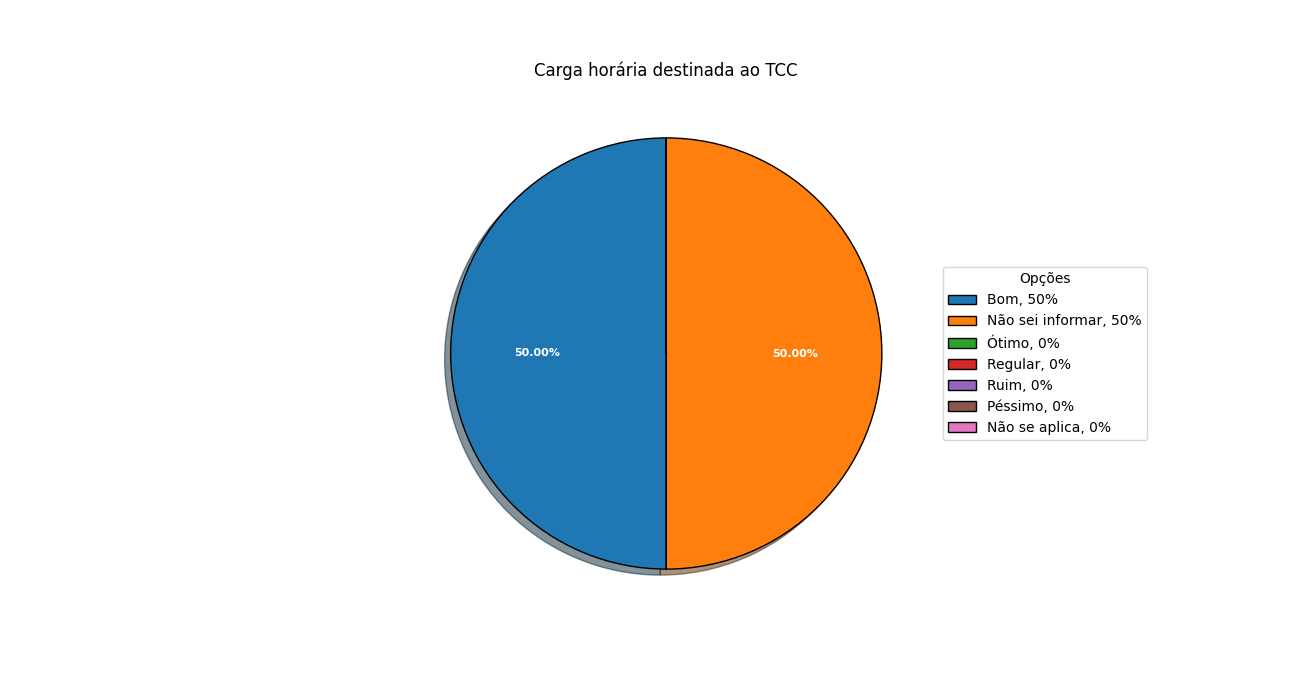 Carga horária destinada ao TCC
50.00%
50.00%
Opções
Bom, 50%
Não sei informar, 50%
Ótimo, 0%
Regular, 0%
Ruim, 0%
Péssimo, 0%
Não se aplica, 0%